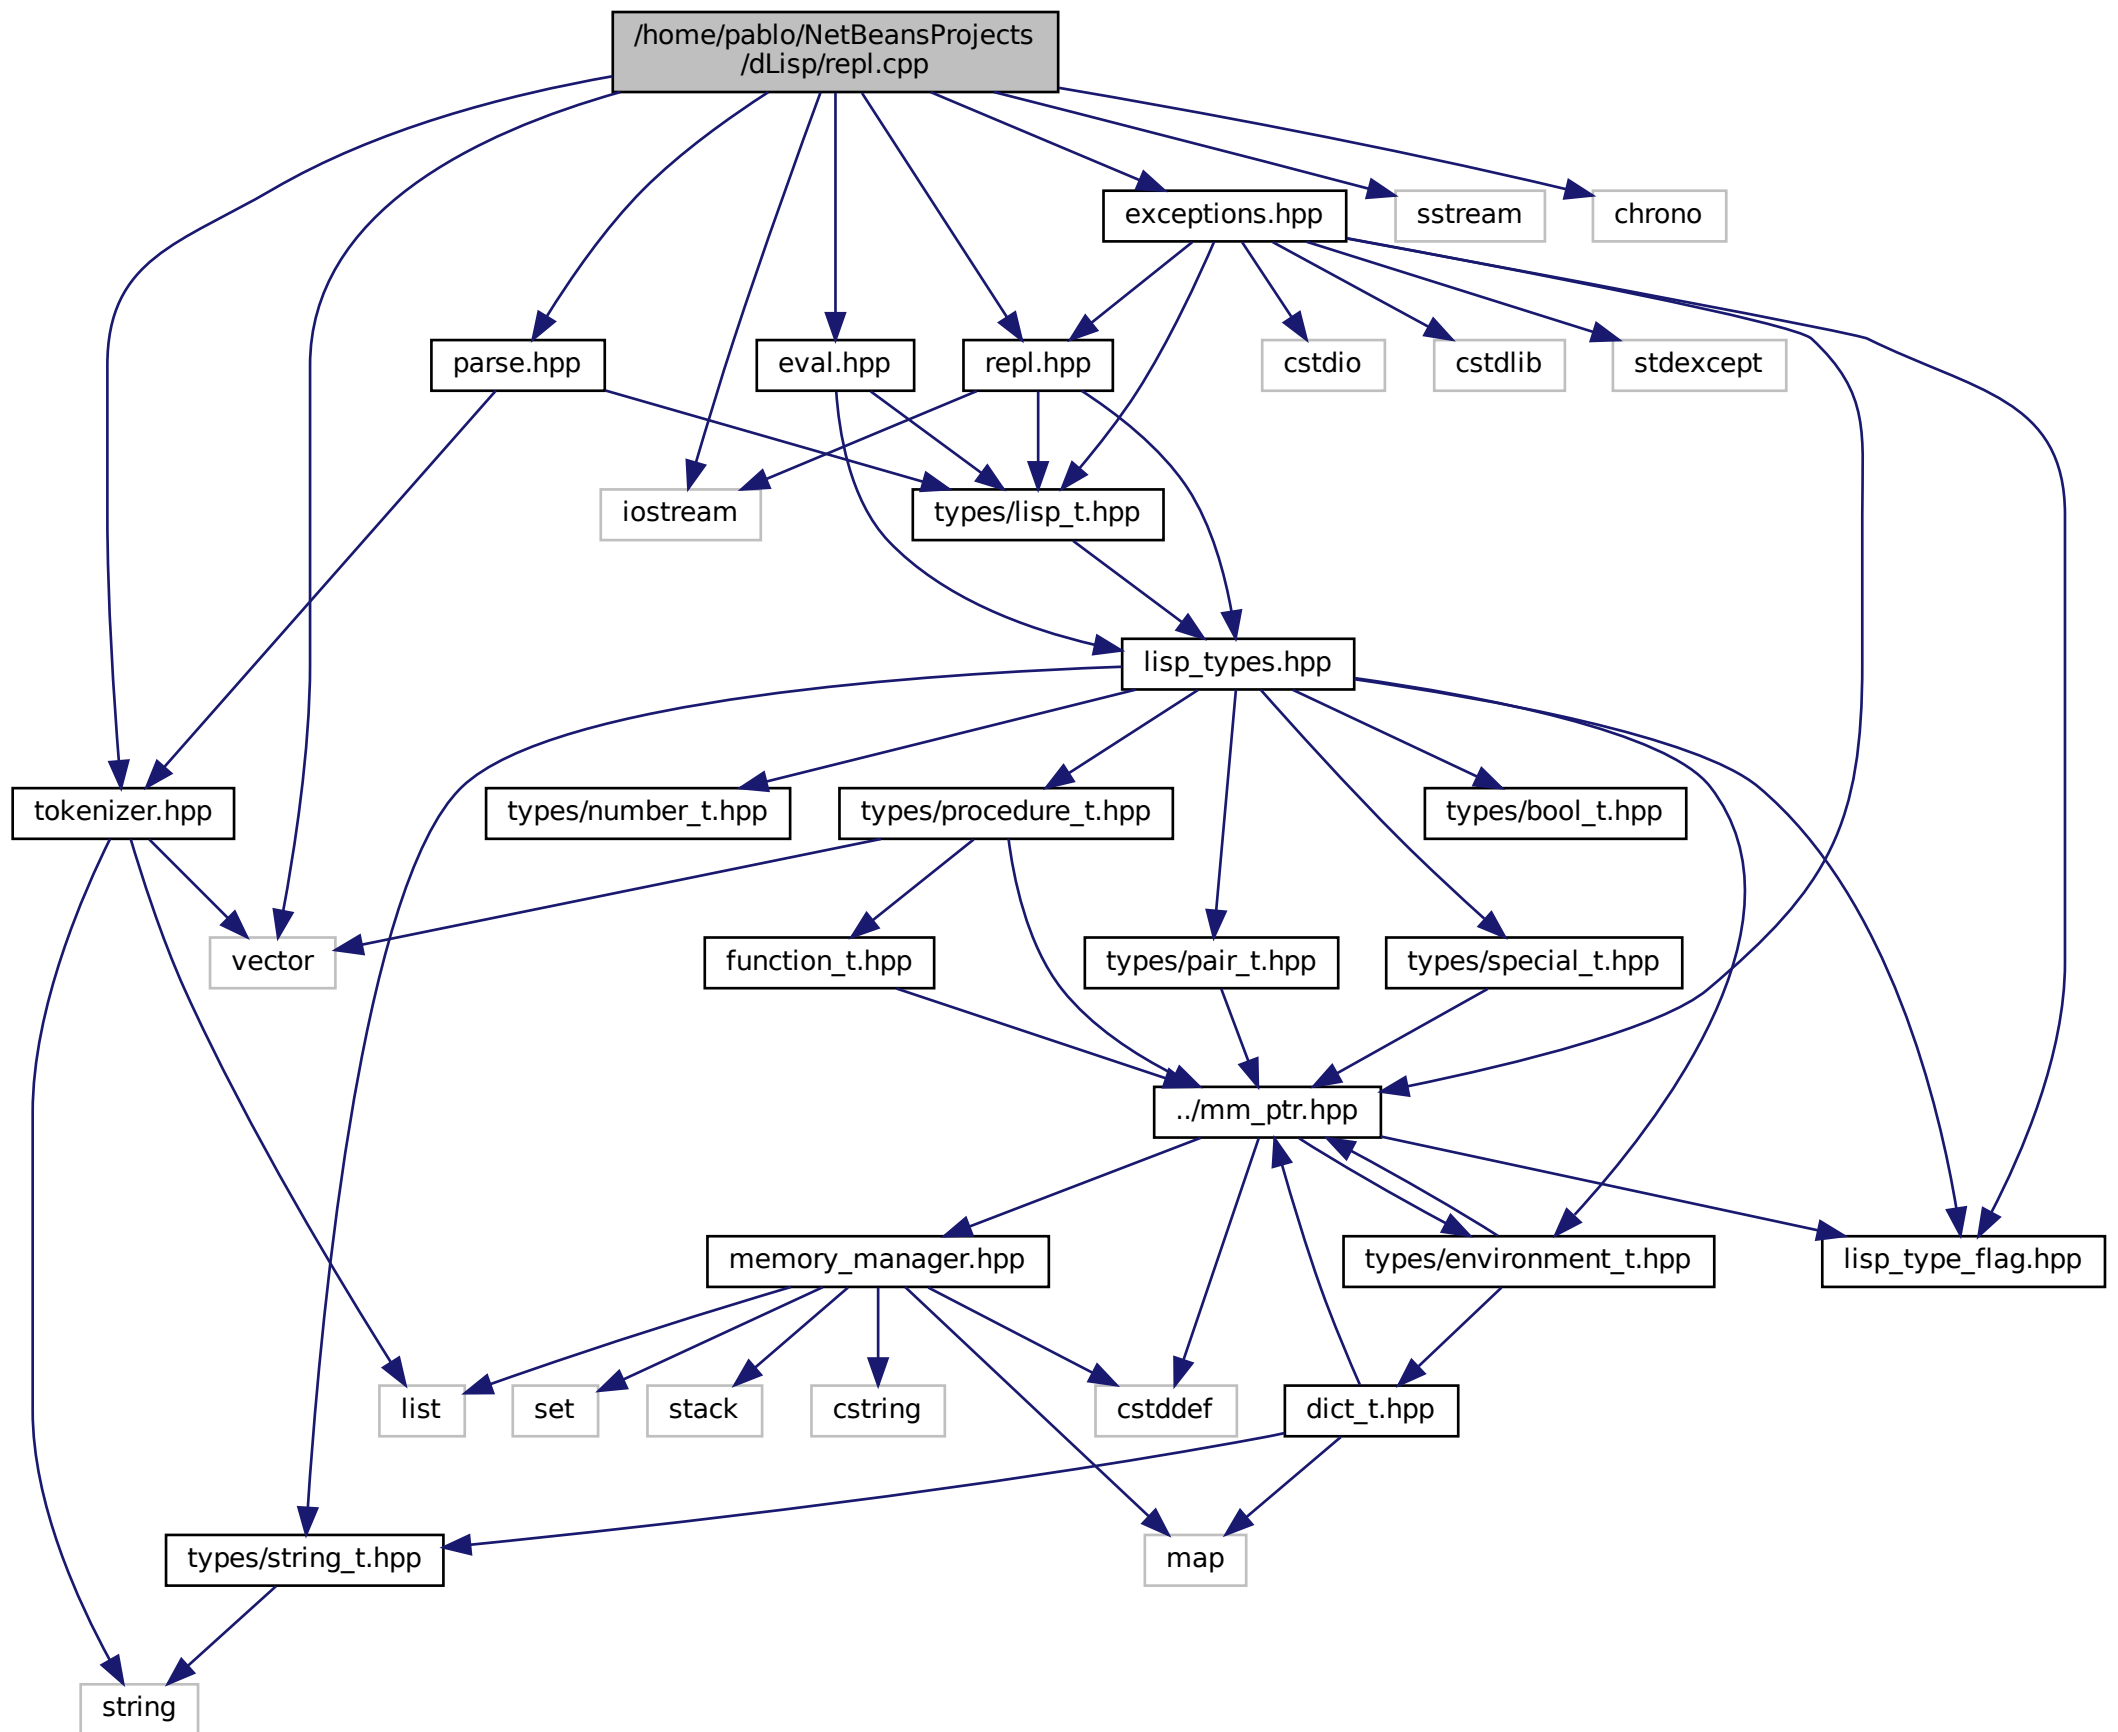 /home/pablo/NetBeansProjects
/dLisp/repl.cpp
exceptions.hpp
sstream
chrono
parse.hpp
eval.hpp
repl.hpp
cstdio
cstdlib
stdexcept
iostream
types/lisp_t.hpp
lisp_types.hpp
tokenizer.hpp
types/number_t.hpp
types/procedure_t.hpp
types/bool_t.hpp
vector
function_t.hpp
types/pair_t.hpp
types/special_t.hpp
../mm_ptr.hpp
memory_manager.hpp
types/environment_t.hpp
lisp_type_flag.hpp
list
set
stack
cstring
cstddef
dict_t.hpp
types/string_t.hpp
map
string